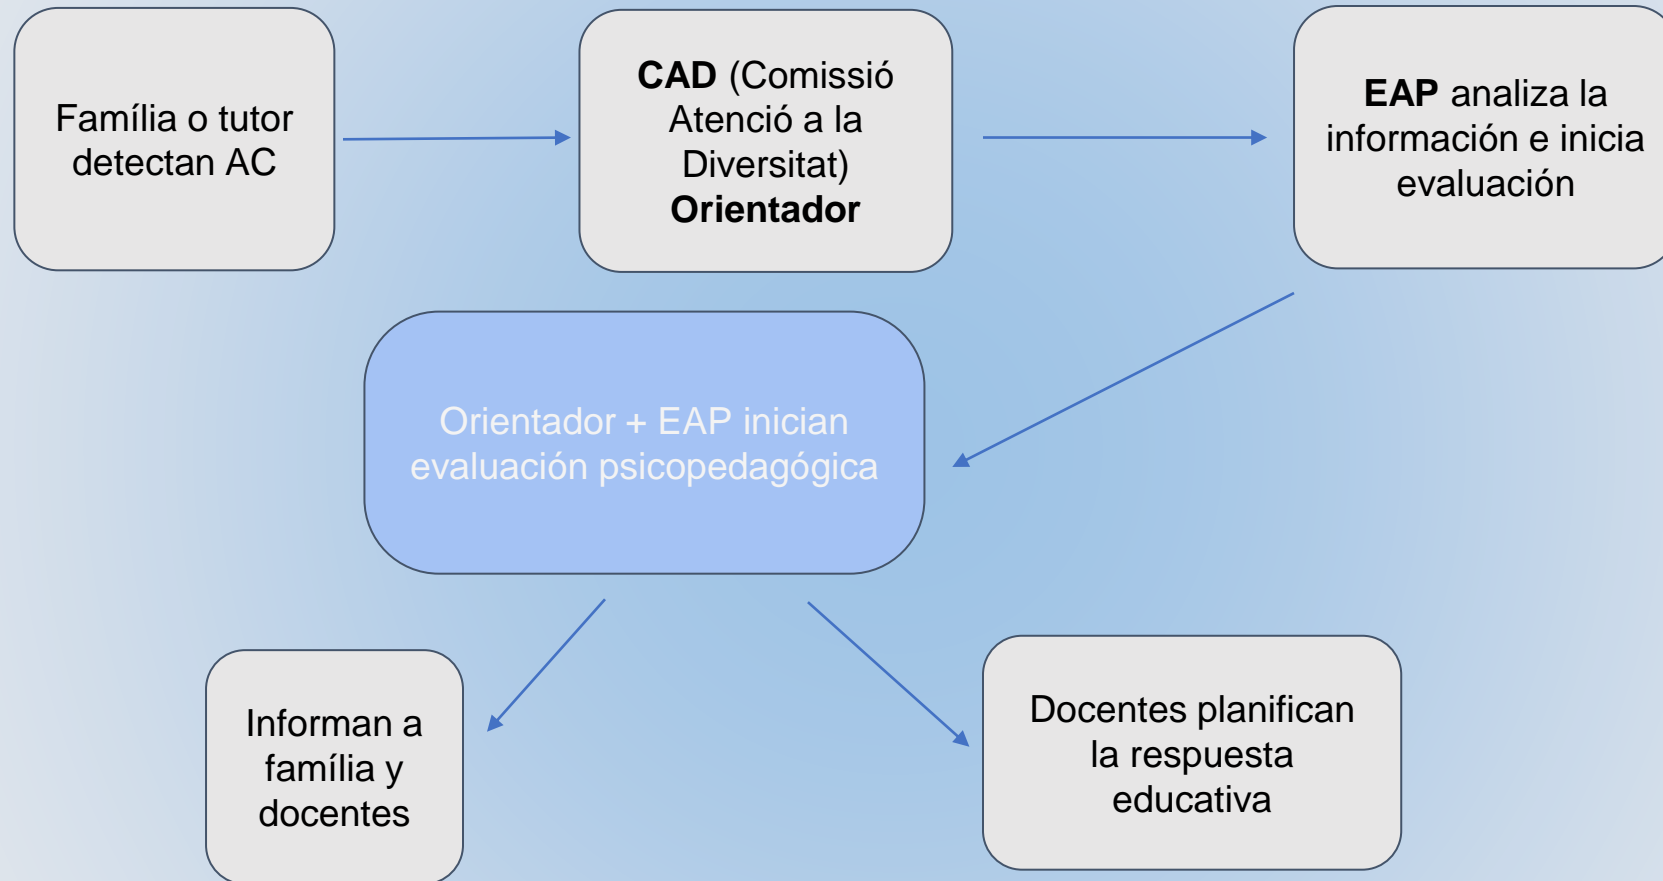 Família o tutor
detectan AC
CAD (Comissió
Atenció a la
Diversitat)
Orientador
EAP analiza la
información e inicia
evaluación
Orientador + EAP inician
evaluación psicopedagógica
Informan a
família y
docentes
Docentes planifican
la respuesta
educativa